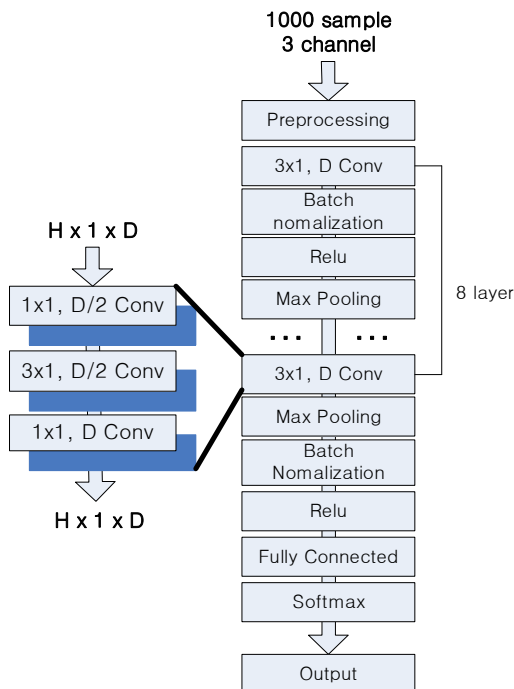 1000 sample
3 channel
Preprocessing
3x1, D Conv
Batch
nomalization
Relu
Max Pooling
8 layer
... ...
3x1, D Conv
Max Pooling
Batch
Nomalization
Relu
Fully Connected
Softmax
Output
H x 1 x D
1x1, D/2 Conv
3x1, D/2 Conv
1x1, D Conv
H x 1 x D